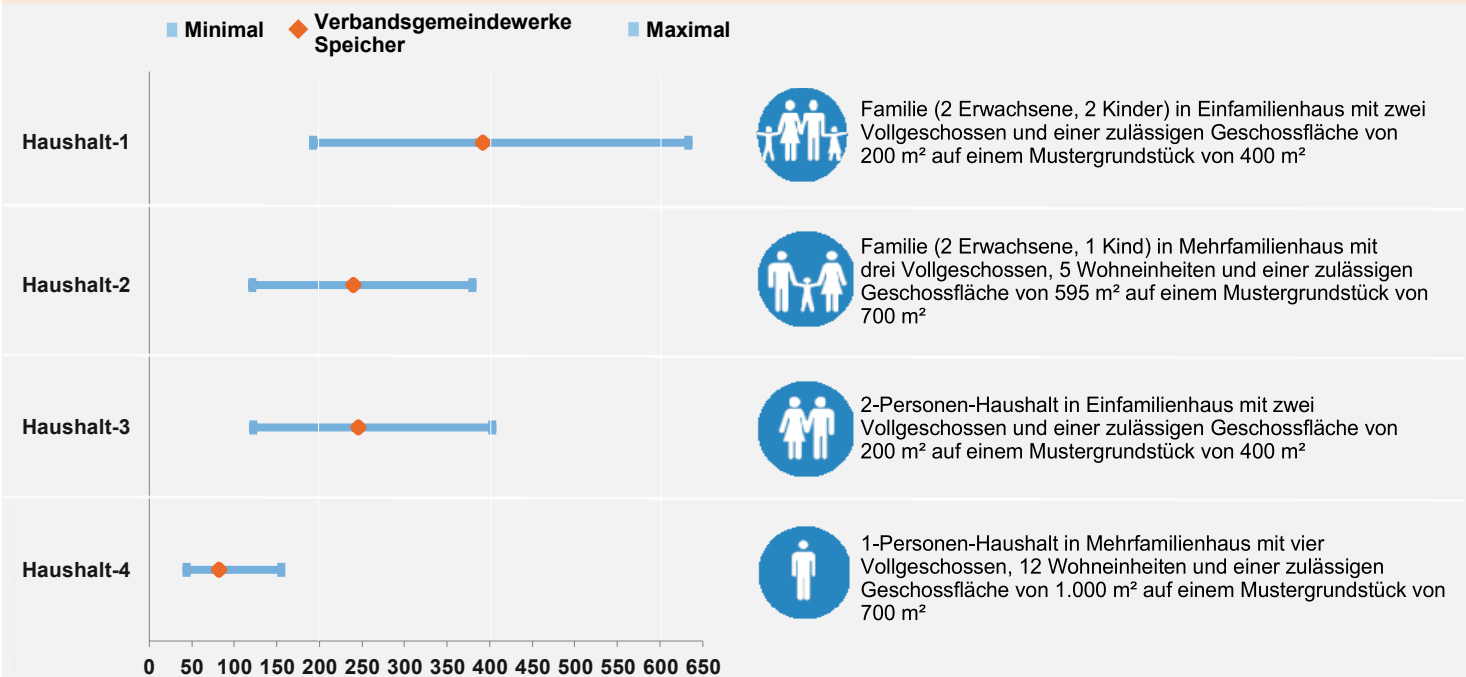 Minimal
Verbandsgemeindewerke
Speicher
Maximal
Haushalt-1
Familie (2 Erwachsene, 2 Kinder) in Einfamilienhaus mit zwei
Vollgeschossen und einer zulässigen Geschossfläche von
200 m² auf einem Mustergrundstück von 400 m²
Haushalt-2
Familie (2 Erwachsene, 1 Kind) in Mehrfamilienhaus mit
drei Vollgeschossen, 5 Wohneinheiten und einer zulässigen
Geschossfläche von 595 m² auf einem Mustergrundstück von
700 m²
Haushalt-3
2-Personen-Haushalt in Einfamilienhaus mit zwei
Vollgeschossen und einer zulässigen Geschossfläche von
200 m² auf einem Mustergrundstück von 400 m²
Haushalt-4
1-Personen-Haushalt in Mehrfamilienhaus mit vier
Vollgeschossen, 12 Wohneinheiten und einer zulässigen
Geschossfläche von 1.000 m² auf einem Mustergrundstück von
700 m²
0 50 100 150 200 250 300 350 400 450 500 550 600 650